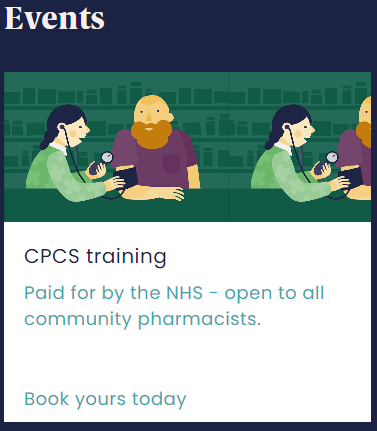 Events
CPCS training
Paid for by the NHS - open to all
community pharmacists.
Book yours today